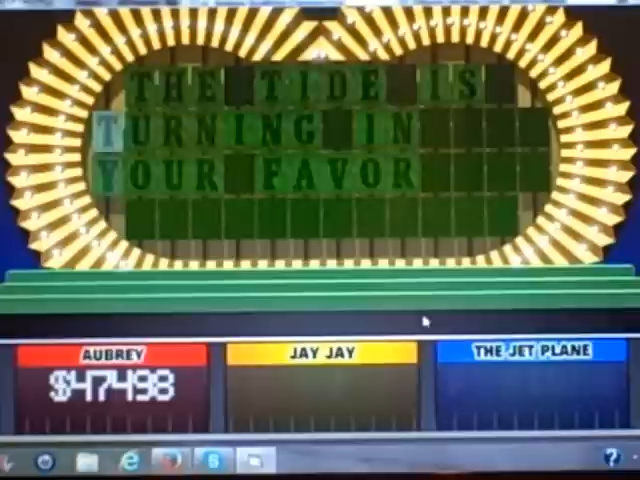 THE TIDE IS
TURNING IN
YOUR FAVOR
AUBREY
JAY JAY
THE JET PLANE
$47498